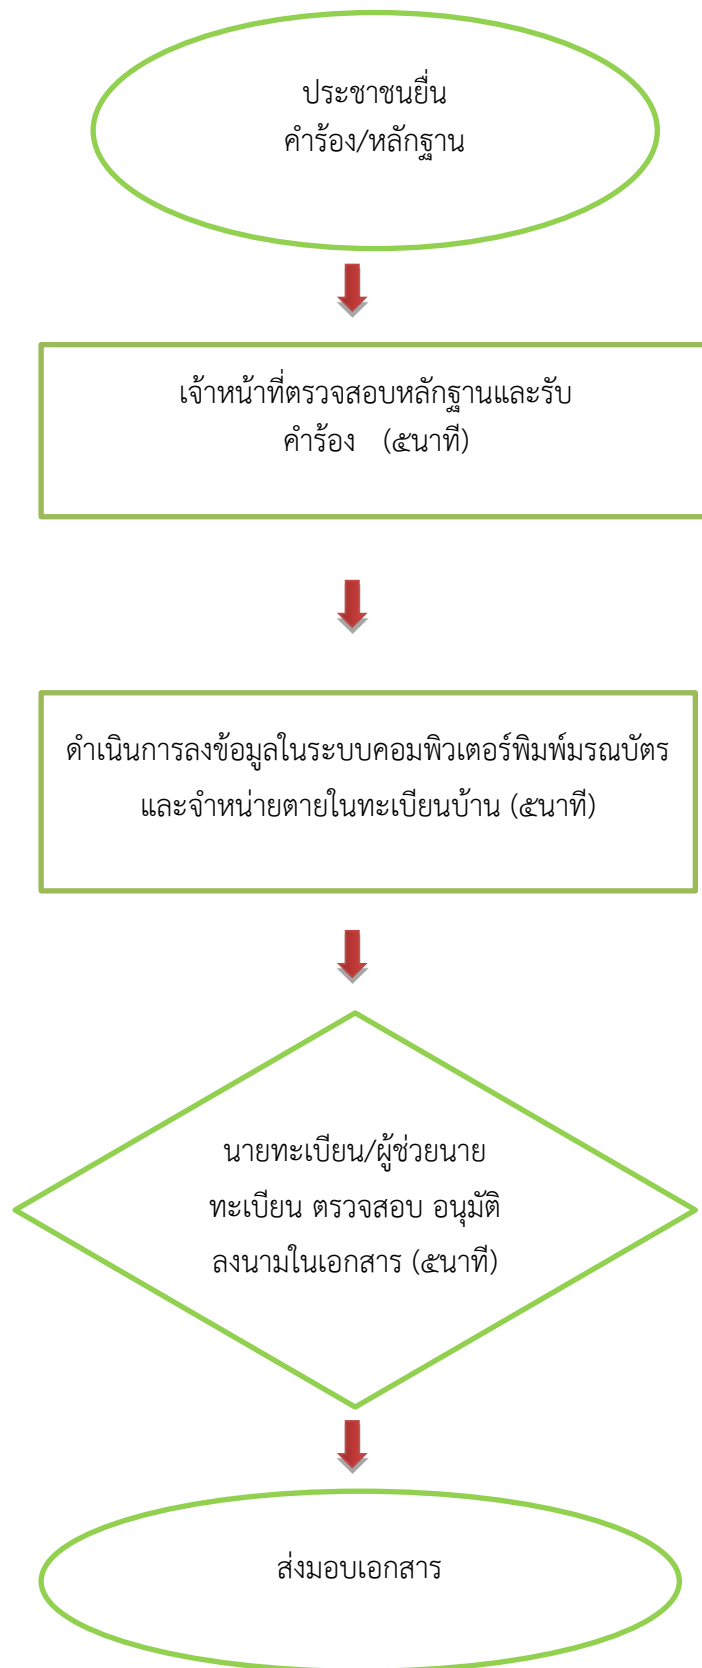 ประชาชนยื่น
คำร้อง/หลักฐาน
เจ้าหน้าที่ตรวจสอบหลักฐานและรับ
คำร้อง (๕นาที)
ดำเนินการลงข้อมูลในระบบคอมพิวเตอร์พิมพ์มรณบัตร
และจำหน่ายตายในทะเบียนบ้าน (๕นาที)
นายทะเบียน/ผู้ช่วยนาย
ทะเบียน ตรวจสอบ อนุมัติ
ลงนามในเอกสาร (๕นาที)
ส่งมอบเอกสาร